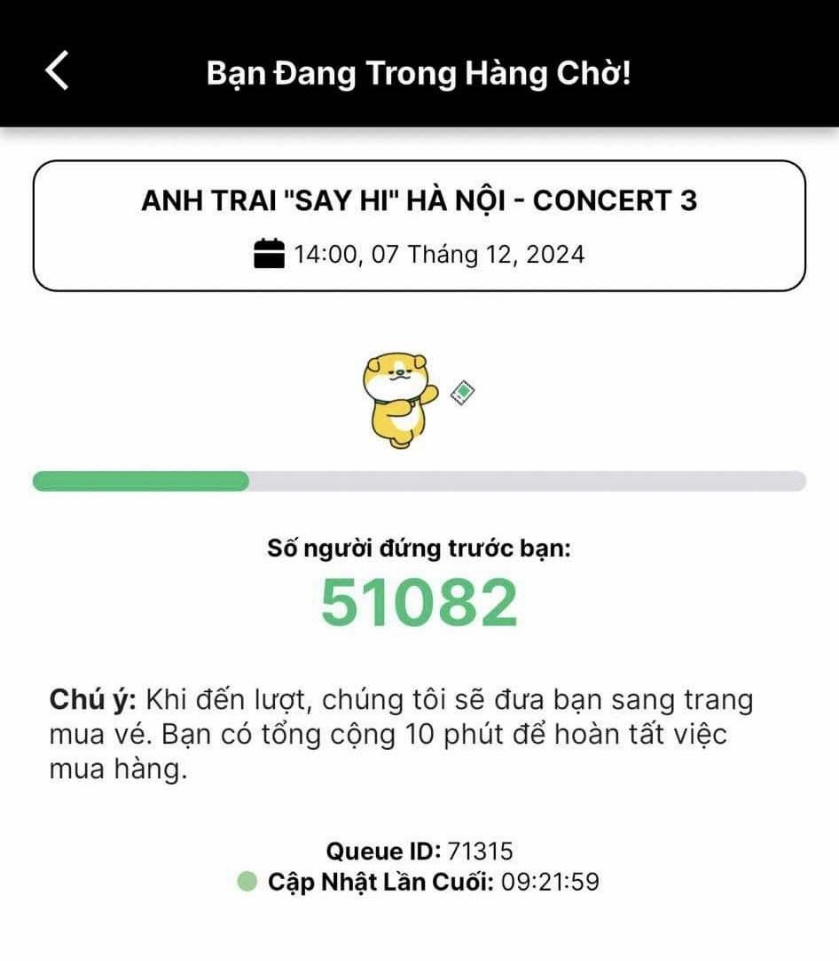 Bạn Đang Trong Hàng Chờ!
ANH TRAI "SAY HI" HÀ NỘI - CONCERT 3
14:00, 07 Tháng 12, 2024
Số người đứng trước bạn:
51082
Chú ý: Khi đến lượt, chúng tôi sẽ đưa bạn sang trang
mua vé. Bạn có tổng cộng 10 phút để hoàn tất việc
mua hàng.
Queue ID: 71315
Cập Nhật Lần Cuối: 09:21:59